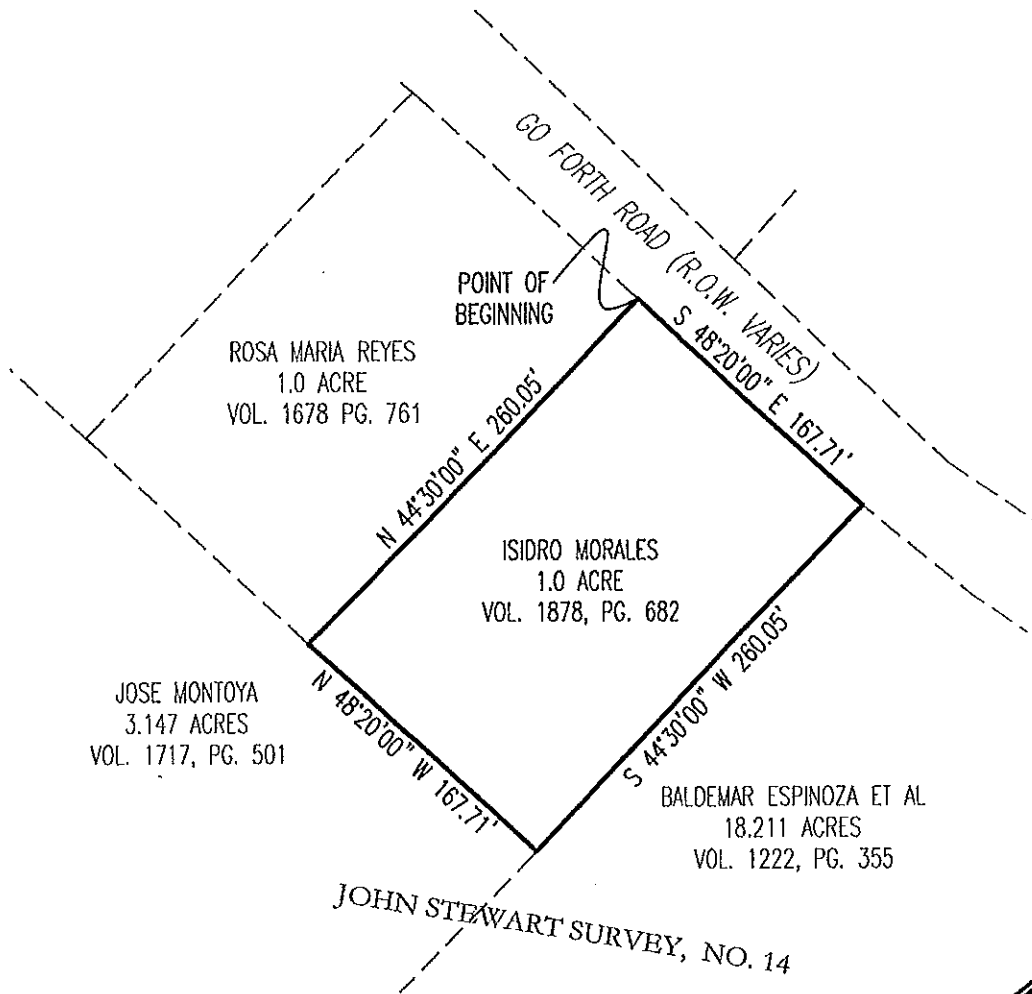 GO FORTH ROAD (R.O.W. VARIES)
POINT OF
BEGINNING
S 48°20'00" E 167.71'
ROSA MARIA REYES
1.0 ACRE
VOL. 1678 PG. 761
N 44°30'00" E 260.05'
ISIDRO MORALES
1.0 ACRE
VOL. 1878, PG. 682
JOSE MONTOYA
3.147 ACRES
VOL. 1717, PG. 501
N 48°20'00" W 167.71'
S 44°30'00" W 260.05'
BALDEMAR ESPINOZA ET AL
18.211 ACRES
VOL. 1222, PG. 355
JOHN STEWART SURVEY, NO. 14